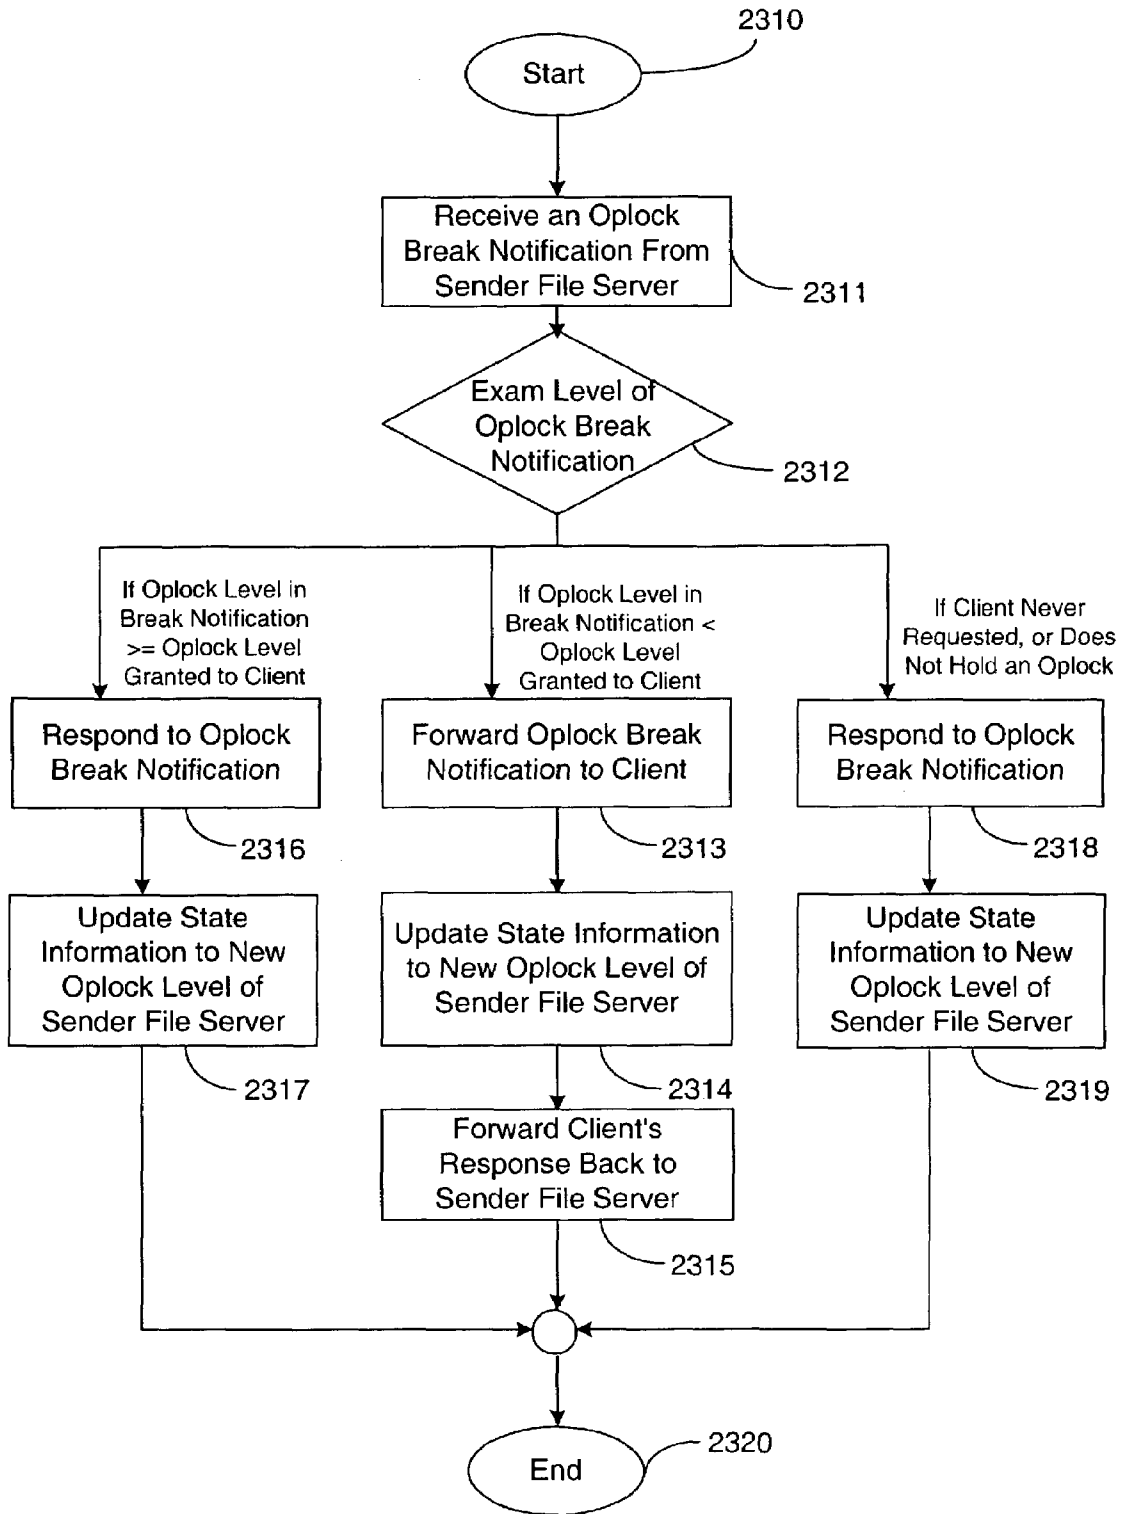 2310
Start
Receive an Oplock
Break Notification From
Sender File Server
2311
Exam Level of
Oplock Break
Notification
2312
If Oplock Level in
Break Notification
>= Oplock Level
Granted to Client
If Oplock Level in
Break Notification <
Oplock Level
Granted to Client
If Client Never
Requested, or Does
Not Hold an Oplock
Respond to Oplock
Break Notification
2316
Forward Oplock Break
Notification to Client
2313
Respond to Oplock
Break Notification
2318
Update State
Information to New
Oplock Level of
Sender File Server
2317
Update State Information
to New Oplock Level of
Sender File Server
2314
Update State
Information to New
Oplock Level of
Sender File Server
2319
Forward Client's
Response Back to
Sender File Server
2315
End
2320